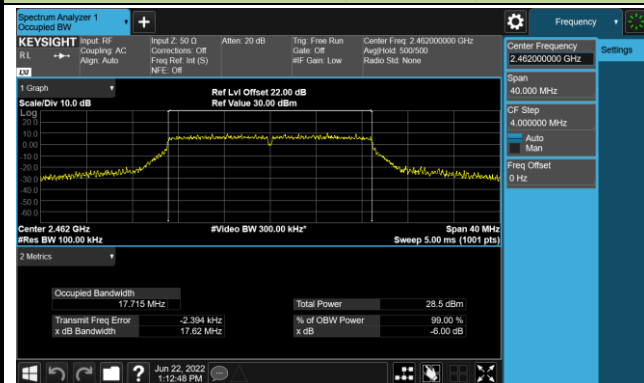 Spectrum Analyzer 1
Occupied BW
Frequency
KEYSIGHT
RL
LXI
Input: RF
Coupling: AC
Align: Auto
Input Z: 50 Ω
Corrections: Off
Freq Ref: Int (S)
NFE: Off
Atten: 20 dB
Trig: Free Run
Gate: Off
#IF Gain: Low
Center Freq: 2.462000000 GHz
Avg|Hold: 500/500
Radio Std: None
Center Frequency
2.462000000 GHz
Settings
Span
40.000 MHz
CF Step
4.000000 MHz
Auto
Man
Freq Offset
0 Hz
1 Graph
Scale/Div 10.0 dB
Ref Lvl Offset 22.00 dB
Ref Value 30.00 dBm
Log
20.0
10.0
0.00
-10.0
-20.0
-30.0
-40.0
-50.0
-60.0
Center 2.462 GHz
#Res BW 100.00 kHz
#Video BW 300.00 kHz*
Span 40 MHz
Sweep 5.00 ms (1001 pts)
2 Metrics
Occupied Bandwidth
17.715 MHz
Total Power 28.5 dBm
Transmit Freq Error -2.394 kHz
% of OBW Power 99.00 %
x dB Bandwidth 17.62 MHz
x dB -6.00 dB
?
Jun 22, 2022
1:12:48 PM